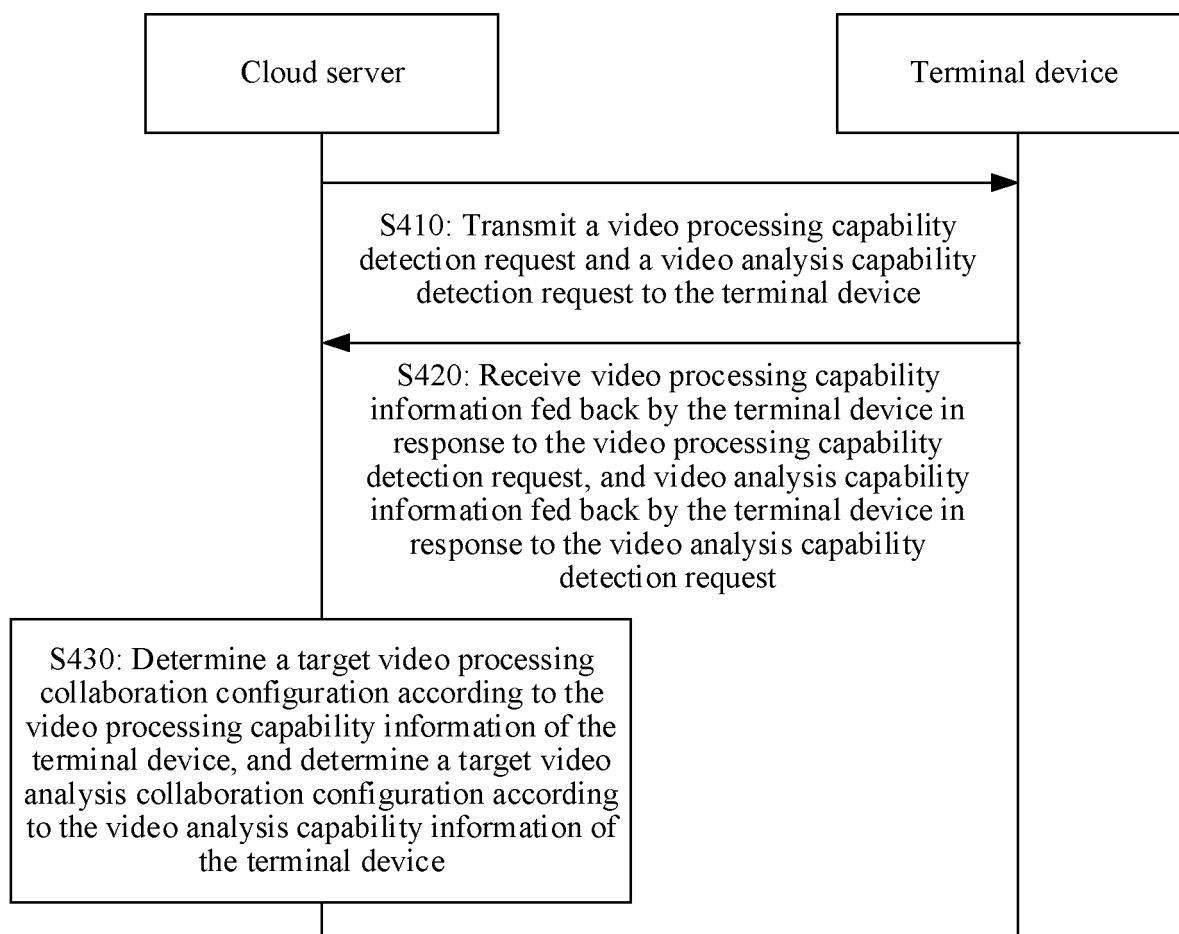 Cloud server
Terminal device
S410: Transmit a video processing capability
detection request and a video analysis capability
detection request to the terminal device
S420: Receive video processing capability
information fed back by the terminal device in
response to the video processing capability
detection request, and video analysis capability
information fed back by the terminal device in
response to the video analysis capability
detection request
S430: Determine a target video processing
collaboration configuration according to the
video processing capability information of the
terminal device, and determine a target video
analysis collaboration configuration according
to the video analysis capability information of
the terminal device